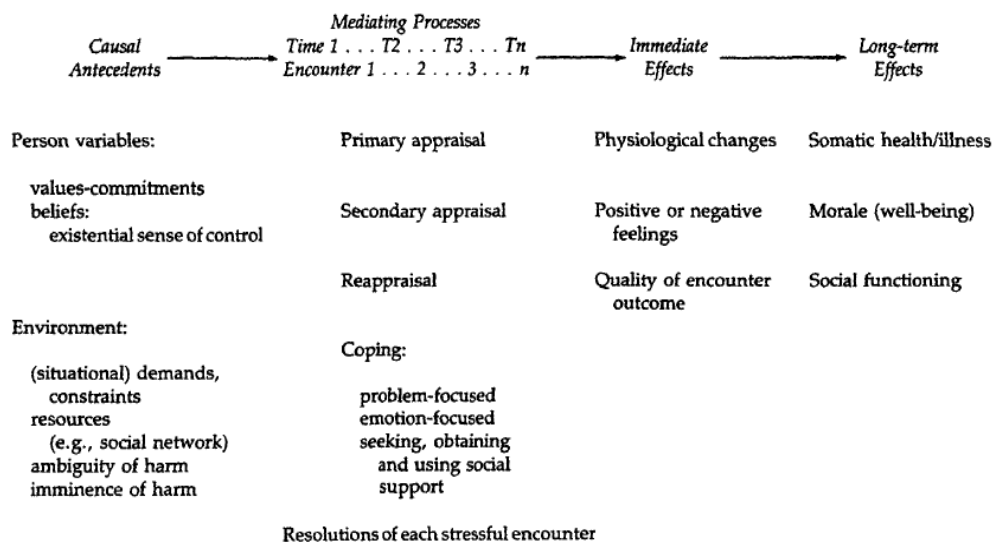 Causal
Antecedents
Mediating Processes
Time 1 . . . T2 . . . T3 . . . Tn
Encounter 1 . . . 2 . . . 3 . . . n
Immediate
Effects
Long-term
Effects
Person variables:
values-commitments
beliefs:
existential sense of control
Environment:
(situational) demands,
constraints
resources
(e.g., social network)
ambiguity of harm
imminence of harm
Primary appraisal
Secondary appraisal
Reappraisal
Coping:
problem-focused
emotion-focused
seeking, obtaining
and using social
support
Resolutions of each stressful encounter
Physiological changes
Positive or negative
feelings
Quality of encounter
outcome
Somatic health/illness
Morale (well-being)
Social functioning